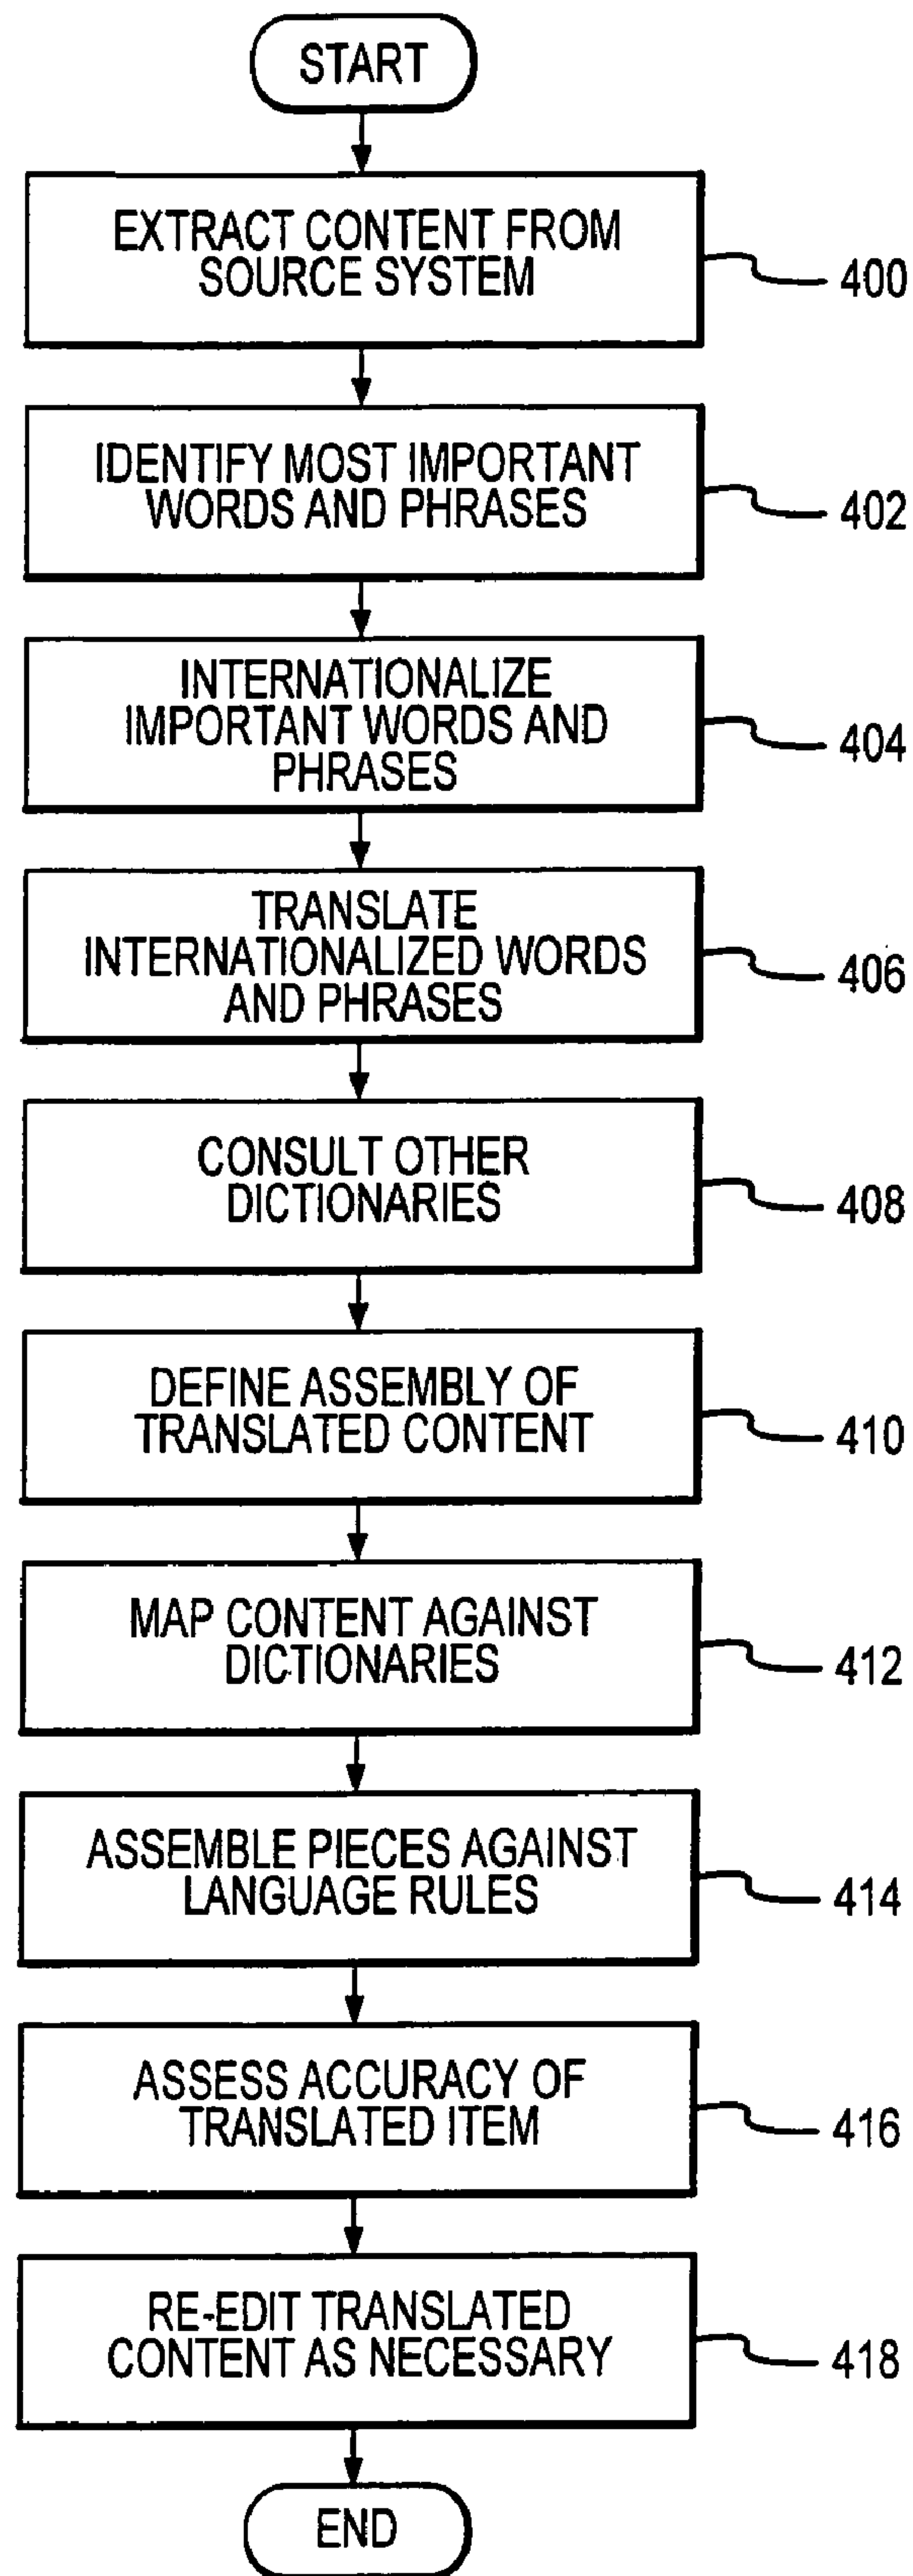 START
EXTRACT CONTENT FROM
SOURCE SYSTEM
400
IDENTIFY MOST IMPORTANT
WORDS AND PHRASES
402
INTERNATIONALIZE
IMPORTANT WORDS AND
PHRASES
404
TRANSLATE
INTERNATIONALIZED WORDS
AND PHRASES
406
CONSULT OTHER
DICTIONARIES
408
DEFINE ASSEMBLY OF
TRANSLATED CONTENT
410
MAP CONTENT AGAINST
DICTIONARIES
412
ASSEMBLE PIECES AGAINST
LANGUAGE RULES
414
ASSESS ACCURACY OF
TRANSLATED ITEM
416
RE-EDIT TRANSLATED
CONTENT AS NECESSARY
418
END